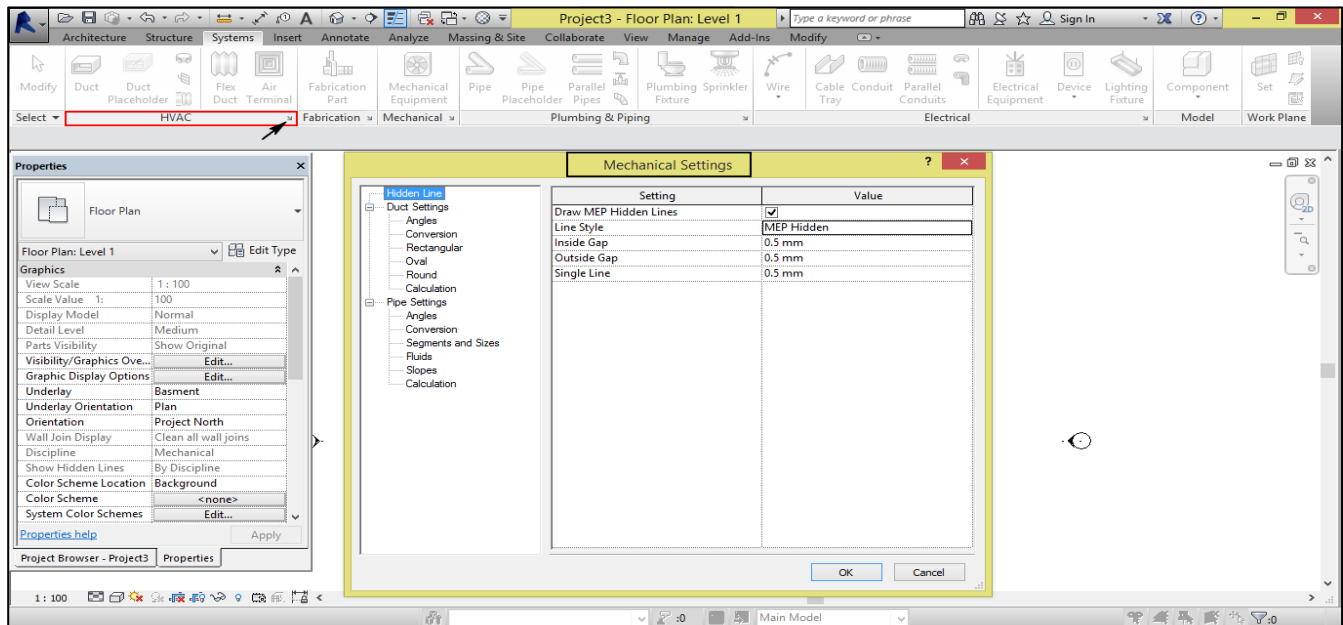 Project3 - Floor Plan: Level 1
Type a keyword or phrase
Sign In
Architecture Structure Systems Insert Annotate Analyze Massing & Site Collaborate View Manage Add-Ins Modify
Modify
Duct
Duct Placeholder
Flex Duct
Air Terminal
Fabrication Part
Mechanical Equipment
Pipe
Pipe Placeholder
Parallel Pipes
Plumbing Fixture
Sprinkler
Wire
Cable Tray
Conduit
Parallel Conduits
Electrical Equipment
Device
Lighting Fixture
Component
Set
Select HVAC Fabrication Mechanical Plumbing & Piping Electrical Model Work Plane
Properties
Floor Plan
Floor Plan: Level 1 Edit Type
Graphics
View Scale 1 : 100
Scale Value 1: 100
Display Model Normal
Detail Level Medium
Parts Visibility Show Original
Visibility/Graphics Ove... Edit...
Graphic Display Options Edit...
Underlay Basment
Underlay Orientation Plan
Orientation Project North
Wall Join Display Clean all wall joins
Discipline Mechanical
Show Hidden Lines By Discipline
Color Scheme Location Background
Color Scheme <none>
System Color Schemes Edit...
Properties help Apply
Project Browser - Project3 Properties
Mechanical Settings
?
Hidden Line
Duct Settings
Angles
Conversion
Rectangular
Oval
Round
Calculation
Pipe Settings
Angles
Conversion
Segments and Sizes
Fluids
Slopes
Calculation
Setting Value
Draw MEP Hidden Lines
Line Style MEP Hidden
Inside Gap 0.5 mm
Outside Gap 0.5 mm
Single Line 0.5 mm
OK Cancel
2D
1 : 100
:0 Main Model :0